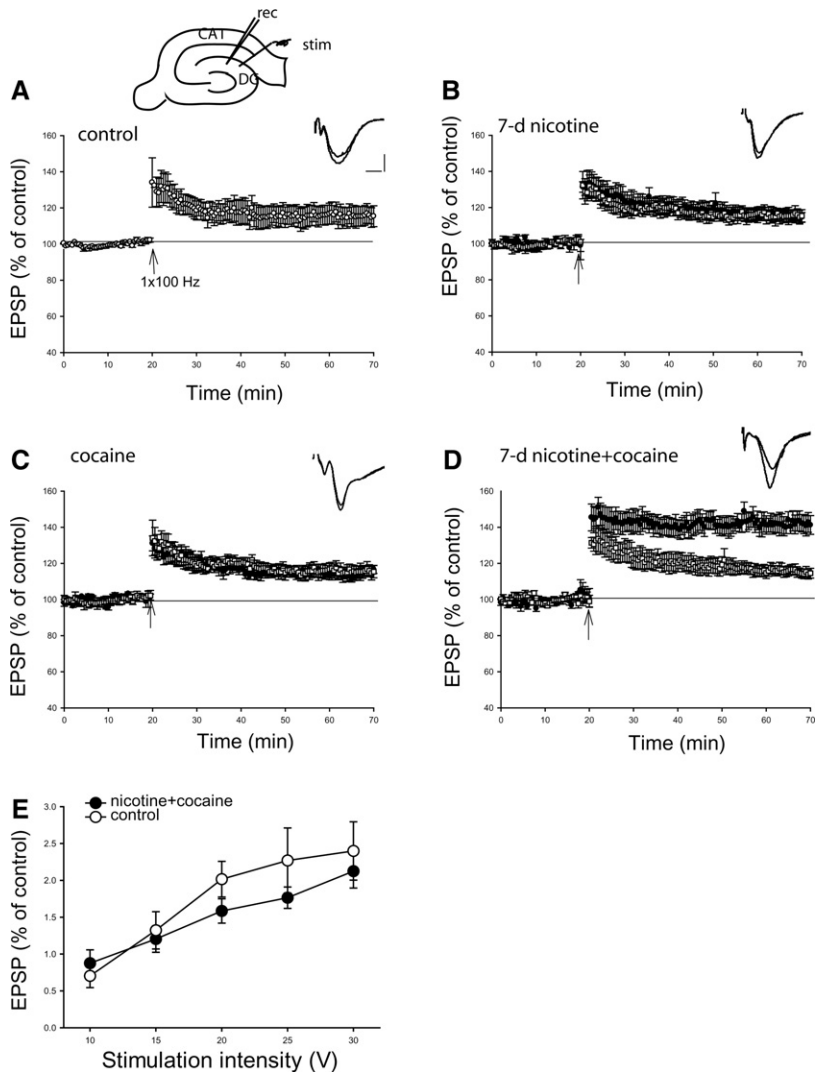 rec
CA1
stim
DG
A
control
160
140
120
100
80
60
40
EPSP (% of control)
1x100 Hz
0 10 20 30 40 50 60 70
Time (min)
B
7-d nicotine
160
140
120
100
80
60
40
EPSP (% of control)
0 10 20 30 40 50 60 70
Time (min)
C
cocaine
160
140
120
100
80
60
40
EPSP (% of control)
0 10 20 30 40 50 60 70
Time (min)
D
7-d nicotine+cocaine
160
140
120
100
80
60
40
EPSP (% of control)
0 10 20 30 40 50 60 70
Time (min)
E
nicotine+cocaine
control
3.0
2.5
2.0
1.5
1.0
0.5
0.0
EPSP (% of control)
10 15 20 25 30
Stimulation intensity (V)